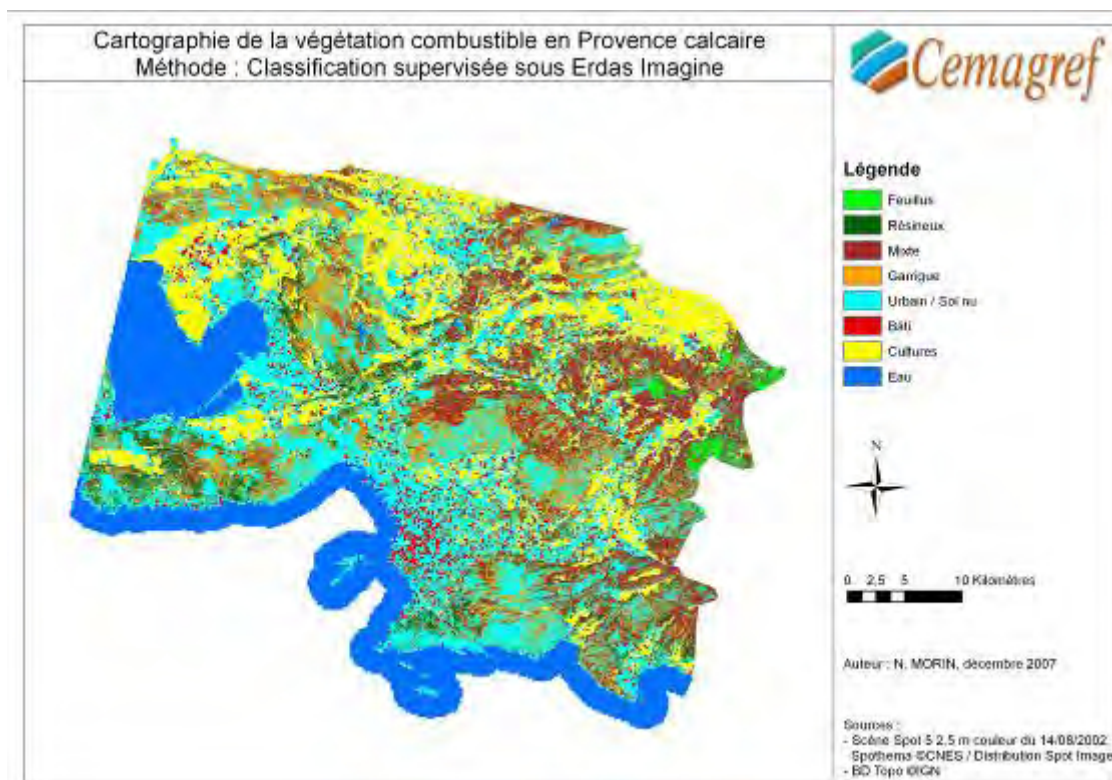 Cartographie de la végétation combustible en Provence calcaire
Méthode : Classification supervisée sous Erdas Imagine
Cemagref
Légende
Feuillus
Résineux
Mixte
Garrigue
Urbain / Sol nu
Bâti
Cultures
Eau
N
0 2,5 5 10 Kilomètres
Auteur : N. MORIN, décembre 2007
Sources :
- Scène Spot 5 2,5 m couleur du 14/08/2002
Spothema ©CNES / Distribution Spot Image
- BD Topo ©IGN